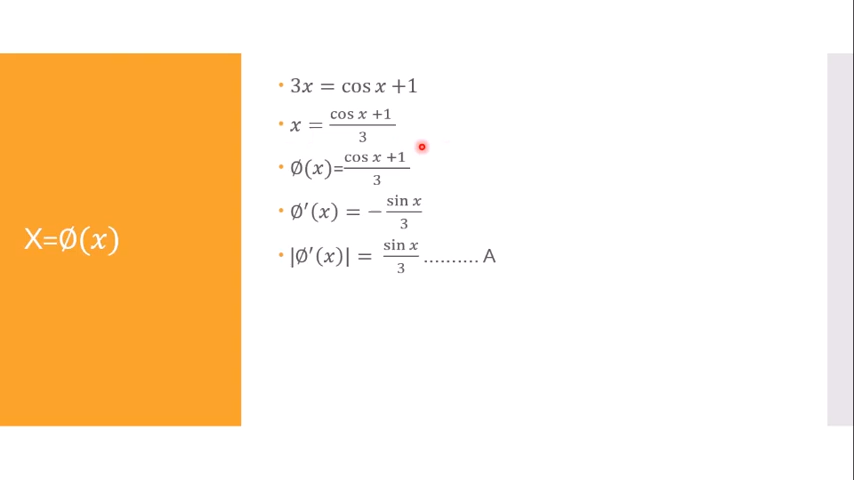 X=∅(𝑥)
• 3𝑥 = cos 𝑥 +1
• 𝑥 = (cos 𝑥 +1)/3
• ∅(𝑥)=(cos 𝑥 +1)/3
• ∅′(𝑥) = −(sin 𝑥)/3
• |∅′(𝑥)| = (sin 𝑥)/3 .......... A